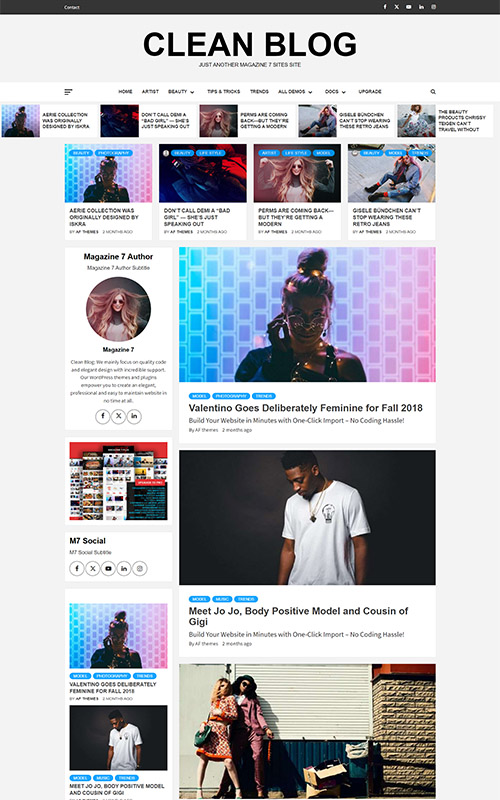 Contact
CLEAN BLOG
JUST ANOTHER MAGAZINE 7 SITES SITE
HOME ARTIST BEAUTY TIPS & TRICKS TRENDS ALL DEMOS DOCS UPGRADE
AERIE COLLECTION
WAS ORIGINALLY
DESIGNED BY ISKRA
DON'T CALL DEMI A
"BAD GIRL" — SHE'S
JUST SPEAKING OUT
PERMS ARE COMING
BACK—BUT THEY'RE
GETTING A MODERN
GISELE BÜNDCHEN
CAN'T STOP WEARING
THESE RETRO JEANS
THE BEAUTY
PRODUCTS CHRISSY
TEIGEN CAN'T
TRAVEL WITHOUT
BEAUTY PHOTOGRAPHY
AERIE COLLECTION WAS
ORIGINALLY DESIGNED BY
ISKRA
BY AF THEMES 2 MONTHS AGO
BEAUTY LIFE STYLE
DON'T CALL DEMI A "BAD
GIRL" — SHE'S JUST
SPEAKING OUT
BY AF THEMES 2 MONTHS AGO
ARTIST LIFE STYLE MODEL
PERMS ARE COMING BACK—
BUT THEY'RE GETTING A
MODERN
BY AF THEMES 2 MONTHS AGO
BEAUTY MODEL TRENDS
GISELE BÜNDCHEN CAN'T
STOP WEARING THESE
RETRO JEANS
BY AF THEMES 2 MONTHS AGO
Magazine 7 Author
Magazine 7 Author Subtitle
Magazine 7
Clean Blog: We mainly focus on quality code
and elegant design with incredible support.
Our WordPress themes and plugins
empower you to create an elegant,
professional and easy to maintain website in
no time at all.
M7 Social
M7 Social Subtitle
MODEL PHOTOGRAPHY TRENDS
VALENTINO GOES DELIBERATELY
FEMININE FOR FALL 2018
BY AF THEMES 2 MONTHS AGO
MODEL MUSIC TRENDS
MEET JO JO, BODY POSITIVE MODEL
AND COUSIN OF GIGI
MODEL PHOTOGRAPHY TRENDS
Valentino Goes Deliberately Feminine for Fall 2018
Build Your Website in Minutes with One-Click Import – No Coding Hassle!
By AF themes 2 months ago
MODEL MUSIC TRENDS
Meet Jo Jo, Body Positive Model and Cousin of
Gigi
Build Your Website in Minutes with One-Click Import – No Coding Hassle!
By AF themes 2 months ago